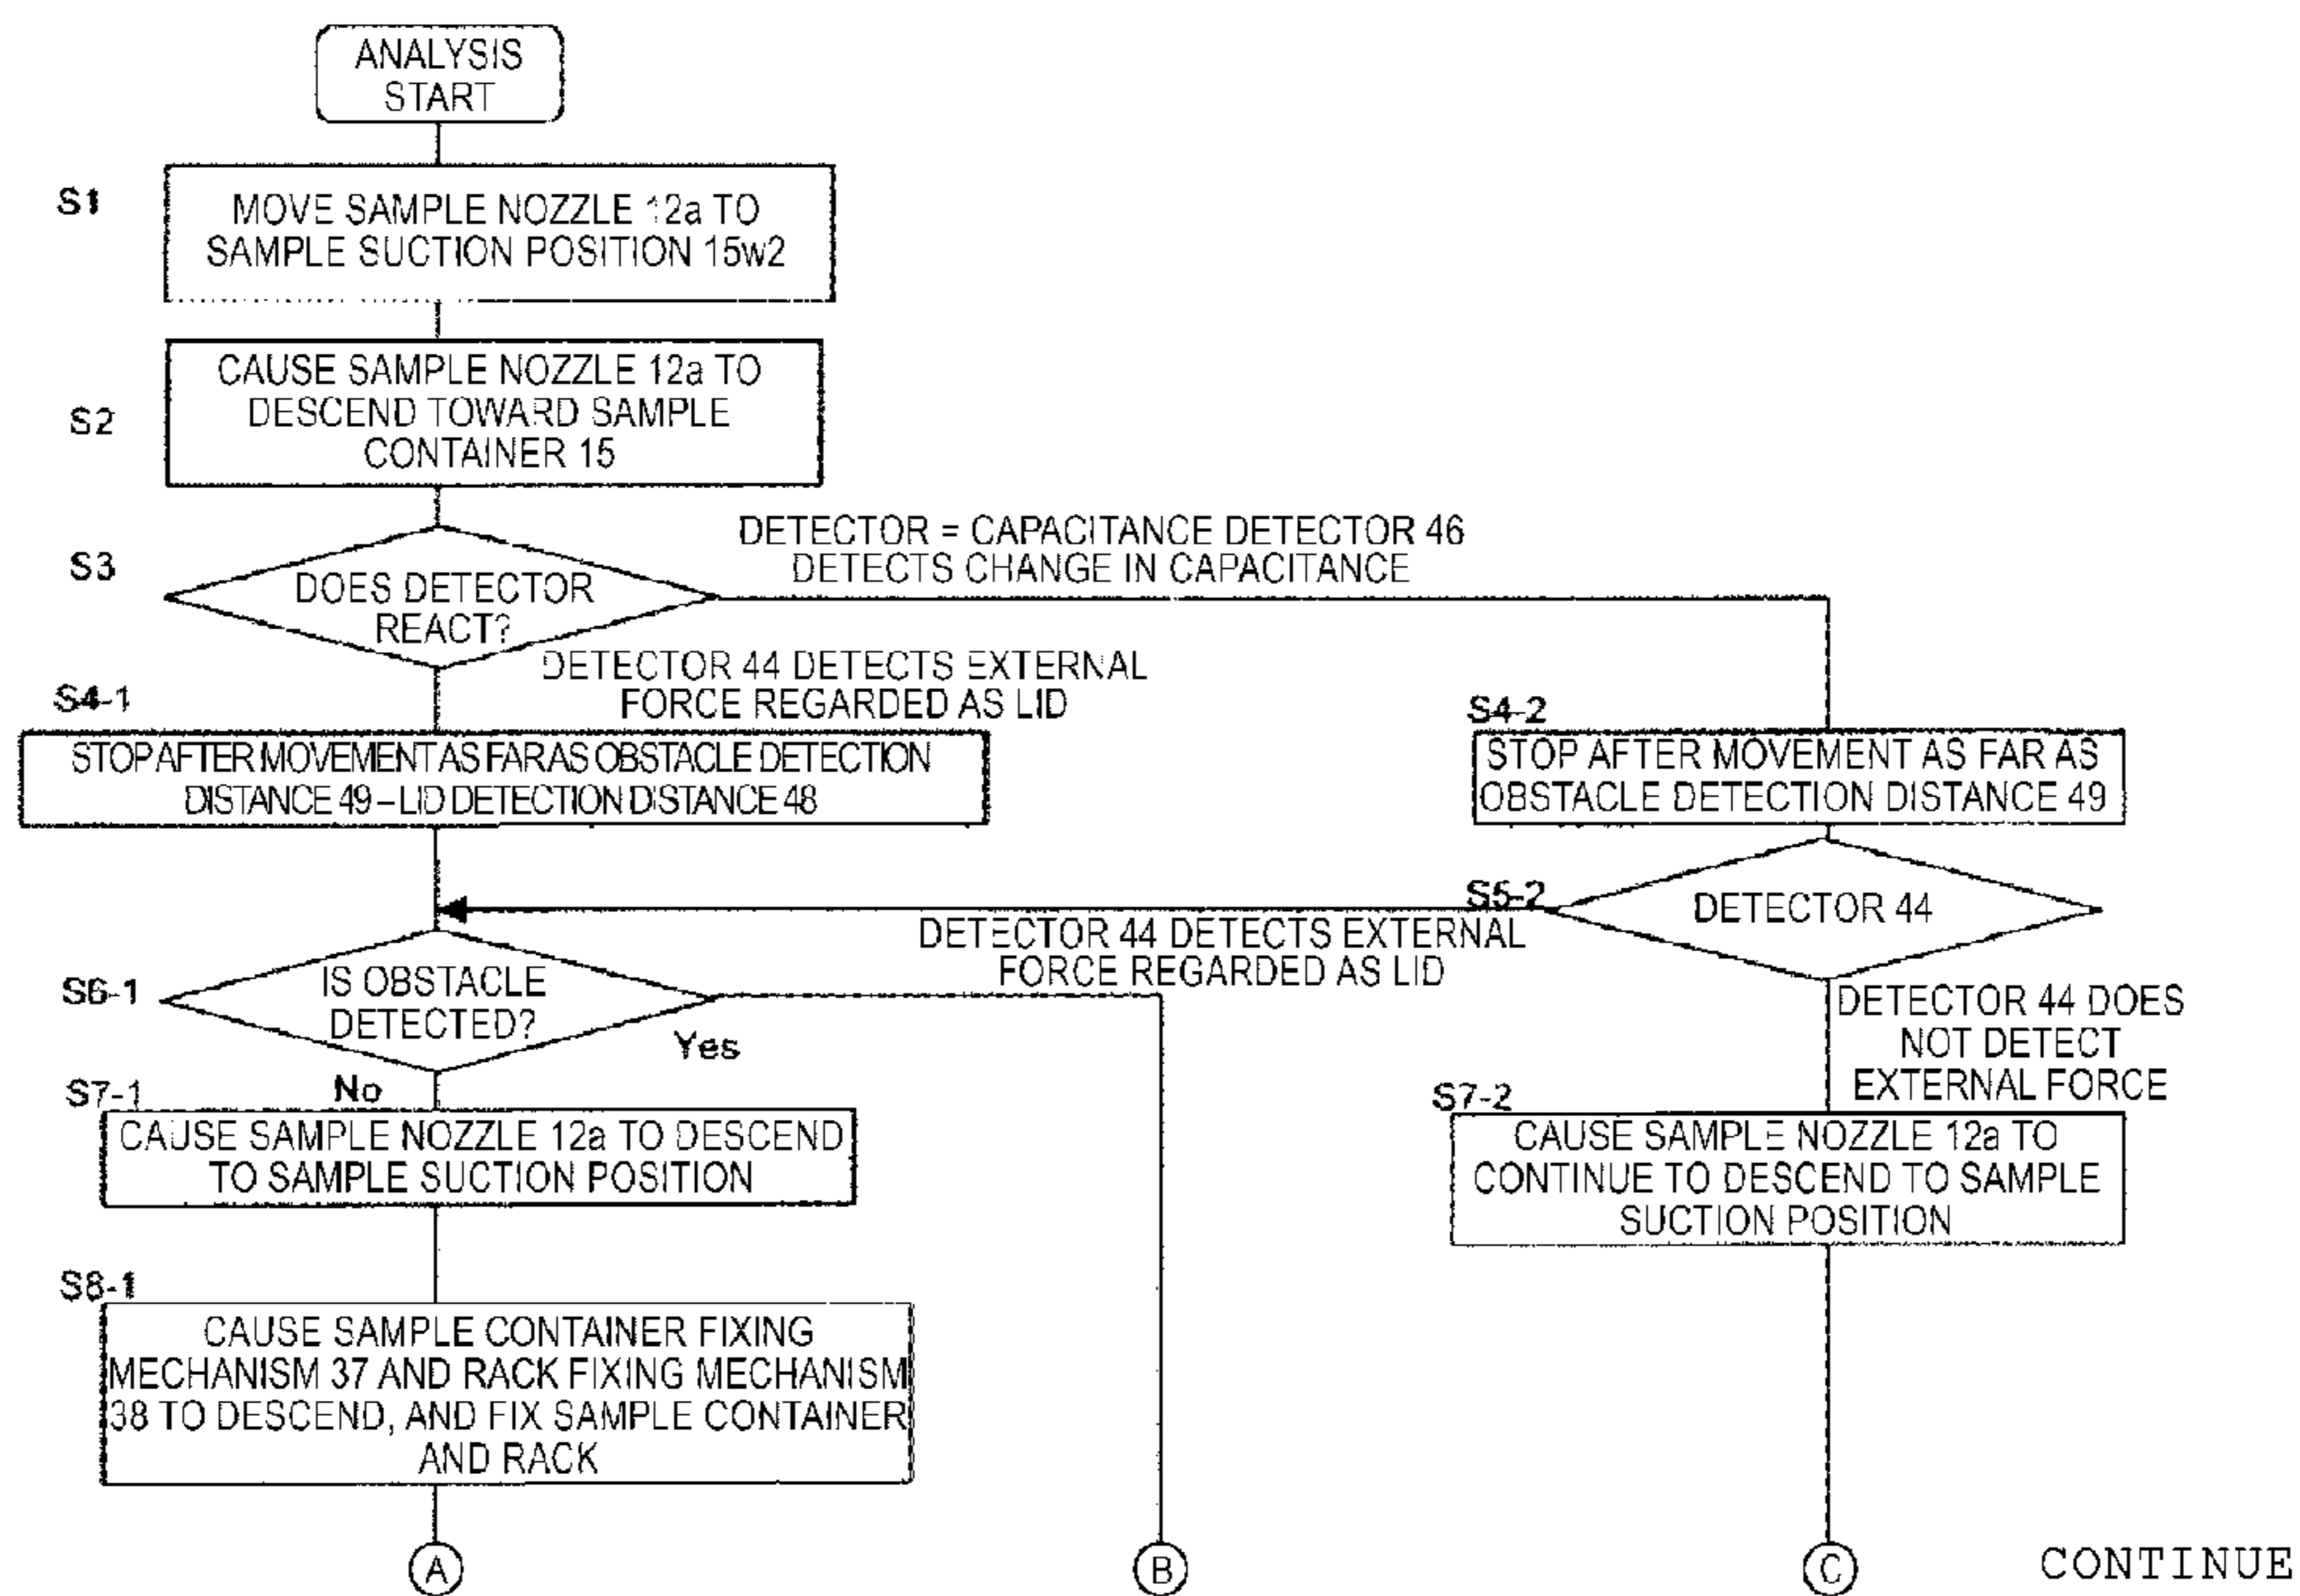 ANALYSIS
START
S1
MOVE SAMPLE NOZZLE 12a TO
SAMPLE SUCTION POSITION 15w2
S2
CAUSE SAMPLE NOZZLE 12a TO
DESCEND TOWARD SAMPLE
CONTAINER 15
S3
DOES DETECTOR
REACT?
DETECTOR = CAPACITANCE DETECTOR 46
DETECTS CHANGE IN CAPACITANCE
DETECTOR 44 DETECTS EXTERNAL
FORCE REGARDED AS LID
S4-1
STOP AFTER MOVEMENT AS FAR AS OBSTACLE DETECTION
DISTANCE 49 – LID DETECTION DISTANCE 48
S4-2
STOP AFTER MOVEMENT AS FAR AS
OBSTACLE DETECTION DISTANCE 49
S5-2
DETECTOR 44
DETECTOR 44 DETECTS EXTERNAL
FORCE REGARDED AS LID
S6-1
IS OBSTACLE
DETECTED?
Yes
No
DETECTOR 44 DOES
NOT DETECT
EXTERNAL FORCE
S7-1
CAUSE SAMPLE NOZZLE 12a TO DESCEND
TO SAMPLE SUCTION POSITION
S7-2
CAUSE SAMPLE NOZZLE 12a TO
CONTINUE TO DESCEND TO SAMPLE
SUCTION POSITION
S8-1
CAUSE SAMPLE CONTAINER FIXING
MECHANISM 37 AND RACK FIXING MECHANISM
38 TO DESCEND, AND FIX SAMPLE CONTAINER
AND RACK
A
B
C
CONTINUE